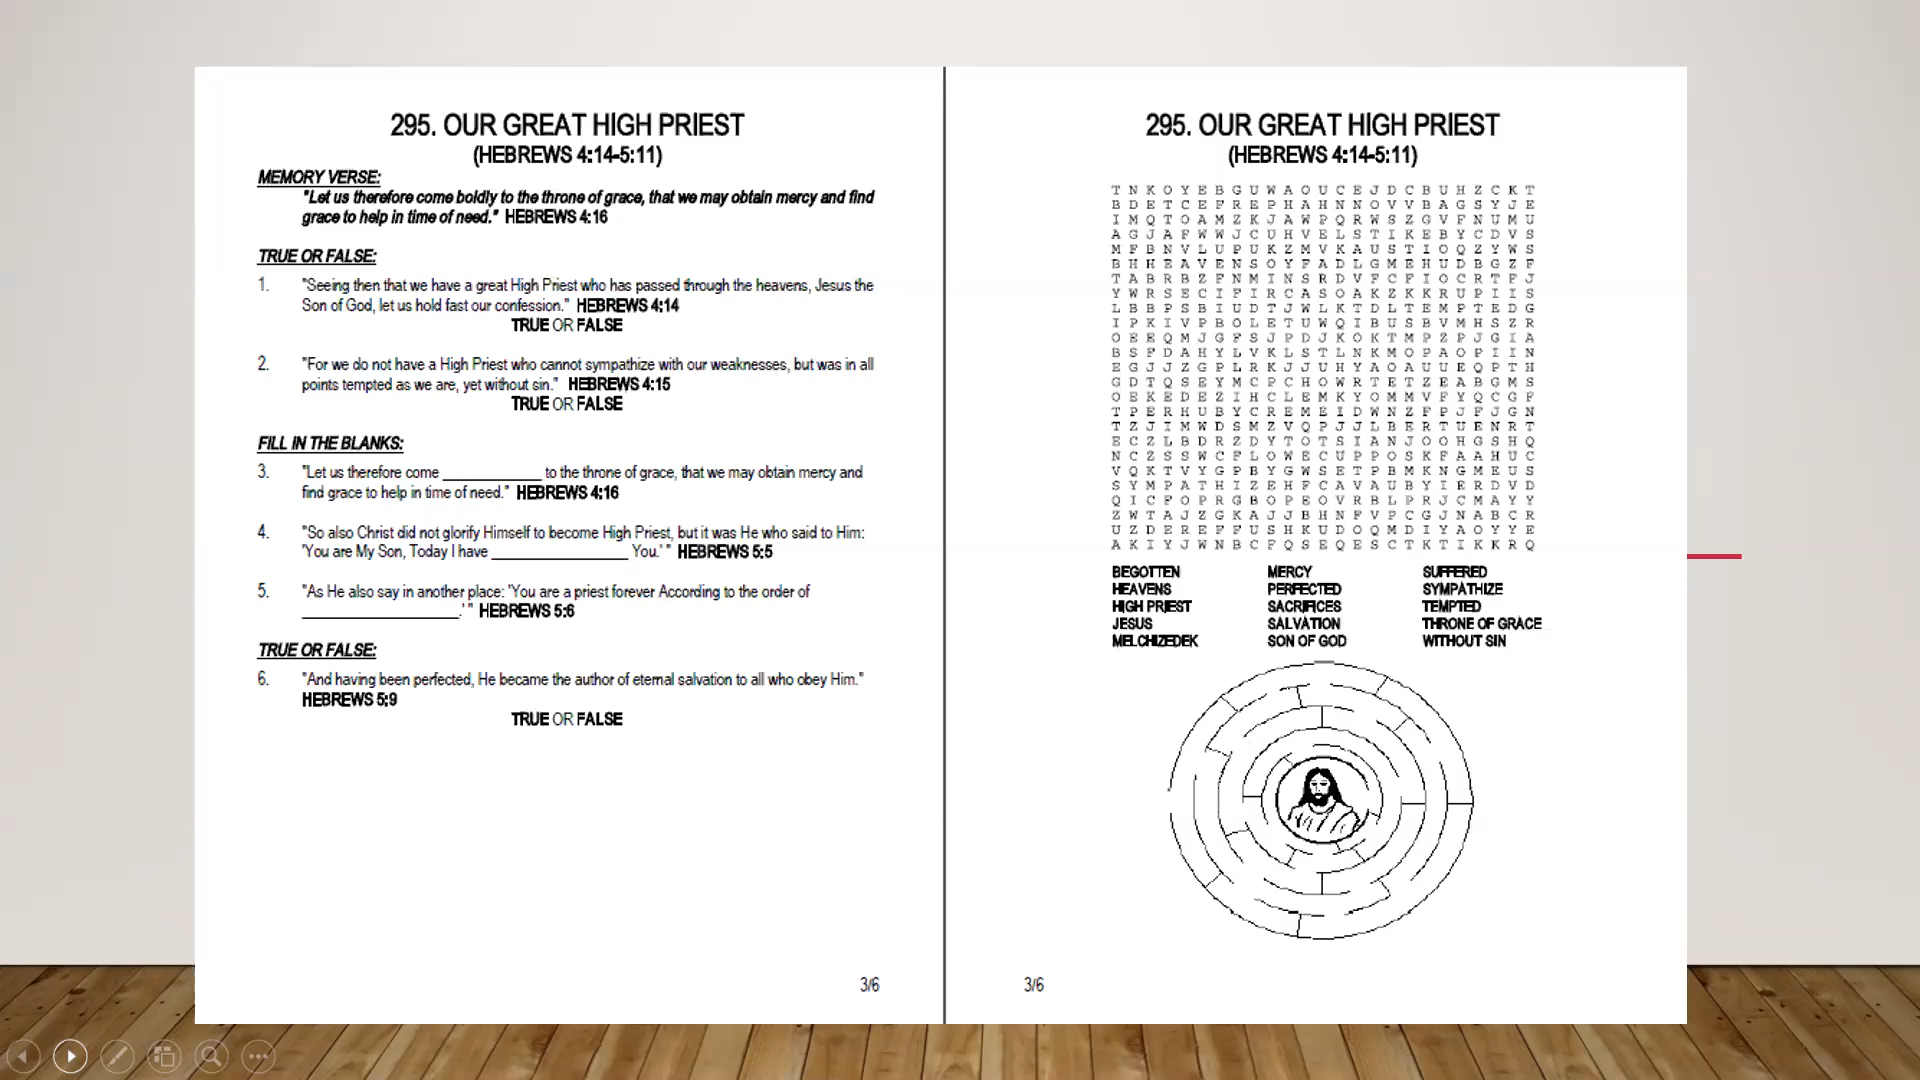 295. OUR GREAT HIGH PRIEST
(HEBREWS 4:14-5:11)
MEMORY VERSE:
"Let us therefore come boldly to the throne of grace, that we may obtain mercy and find
grace to help in time of need." HEBREWS 4:16
TRUE OR FALSE:
1. "Seeing then that we have a great High Priest who has passed through the heavens, Jesus the
Son of God, let us hold fast our confession." HEBREWS 4:14
TRUE OR FALSE
2. "For we do not have a High Priest who cannot sympathize with our weaknesses, but was in all
points tempted as we are, yet without sin." HEBREWS 4:15
TRUE OR FALSE
FILL IN THE BLANKS:
3. "Let us therefore come ____________ to the throne of grace, that we may obtain mercy and
find grace to help in time of need." HEBREWS 4:16
4. "So also Christ did not glorify Himself to become High Priest, but it was He who said to Him:
'You are My Son, Today I have _________________ You.' " HEBREWS 5:5
5. "As He also say in another place: 'You are a priest forever According to the order of
___________________.' " HEBREWS 5:6
TRUE OR FALSE:
6. "And having been perfected, He became the author of eternal salvation to all who obey Him."
HEBREWS 5:9
TRUE OR FALSE
3/6
295. OUR GREAT HIGH PRIEST
(HEBREWS 4:14-5:11)
T N K O Y E B G U W A O U C E J D C B U H Z C K T
B D E T C E F R E P H A H N N O V V B A G S Y J E
I M Q T O A M Z K J A W P Q R W S Z G V F N U M U
A G J A F W W J C U H V E L S T I K E B Y C D V S
M F B N V L U P U K Z M V K A U S T I O Q Z Y W S
B H H E A V E N S O Y F A D L G M E H U D B G Z F
T A B R B Z F N M I N S R D V F C F I O C R T F J
Y W R S E C I F I R C A S O A K Z K K R U P I I S
L B B P S B I U D T J W L K T D L T E M P T E D G
I P K I V P B O L E T U W Q I B U S B V M H S Z R
O E E Q M J G F S J P D J K O K T M P Z P J G I A
B S F D A H Y L V K L S T L N K M O P A O P I I N
E G J J Z G P L R K J J U H Y A O A U U E Q P T H
G D T Q S E Y M C P C H O W R T E T Z E A B G M S
O E K E D E Z I H C L E M K Y O M M V F Y Q C G F
T P E R H U B Y C R E M E I D W N Z F P J F J G N
T Z J I M W D S M Z V Q P J J L B E R T U E N R T
E C Z L B D R Z D Y T O T S I A N J O O H G S H Q
N C Z S S W C F L O W E C U P P O S K F A A H U C
V Q K T V Y G P B Y G W S E T P B M K N G M E U S
S Y M P A T H I Z E H F C A V A U B Y I E R D V D
Q I C F O P R G B O P E O V R B L P R J C M A Y Y
Z W T A J Z G K A J J B H N F V P C G J N A B C R
U Z D E R E F F U S H K U D O Q M D I Y A O Y Y E
A K I Y J W N B C F Q S E Q E S C T K T I K K R Q
BEGOTTEN MERCY SUFFERED
HEAVENS PERFECTED SYMPATHIZE
HIGH PRIEST SACRIFICES TEMPTED
JESUS SALVATION THRONE OF GRACE
MELCHIZEDEK SON OF GOD WITHOUT SIN
3/6